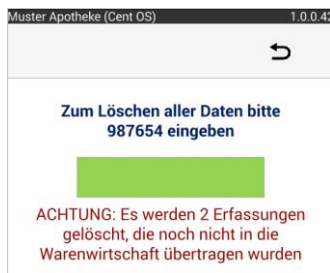 Muster Apotheke (Cent OS) 1.0.0.42
Zum Löschen aller Daten bitte
987654 eingeben
ACHTUNG: Es werden 2 Erfassungen
gelöscht, die noch nicht in die
Warenwirtschaft übertragen wurden